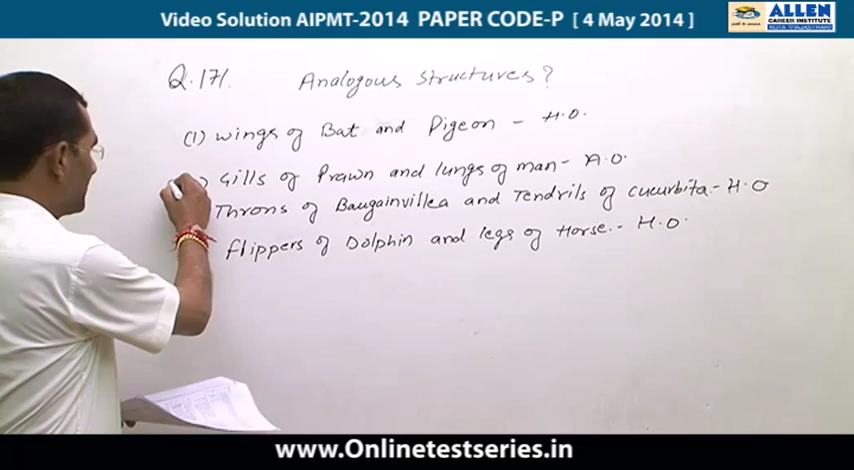 Video Solution AIPMT-2014 PAPER CODE-P [ 4 May 2014 ]
ALLEN
CAREER INSTITUTE
KOTA (RAJASTHAN)
Q.171. Analogous structures?
(1) Wings of Bat and Pigeon - H.O.
) Gills of Prawn and lungs of man - A.O.
Throns of Baugainvillea and Tendrils of cucurbita - H.O
flippers of Dolphin and legs of Horse. - H.O.
www.Onlinetestseries.in